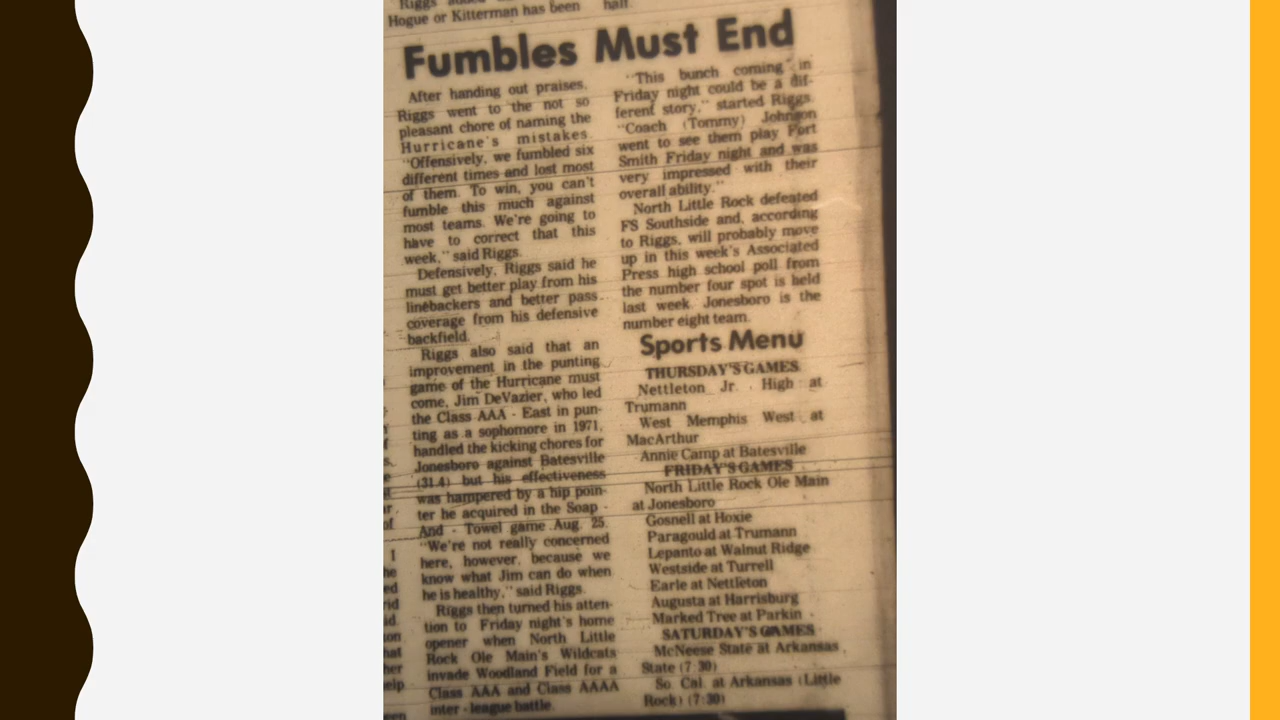 Riggs added
Hogue or Kitterman has been
half.
Fumbles Must End
After handing out praises,
Riggs went to the not so
pleasant chore of naming the
Hurricane's mistakes.
"Offensively, we fumbled six
different times and lost most
of them. To win, you can't
fumble this much against
most teams. We're going to
have to correct that this
week," said Riggs.
Defensively, Riggs said he
must get better play from his
linebackers and better pass
coverage from his defensive
backfield.
Riggs also said that an
improvement in the punting
game of the Hurricane must
come, Jim DeVazier, who led
the Class AAA - East in pun-
ting as a sophomore in 1971,
handled the kicking chores for
Jonesboro against Batesville
(31.4) but his effectiveness
was hampered by a hip poin-
ter he acquired in the Soap -
And - Towel game Aug. 25.
"We're not really concerned
here, however, because we
know what Jim can do when
he is healthy," said Riggs.
Riggs then turned his atten-
tion to Friday night's home
opener when North Little
Rock Ole Main's Wildcats
invade Woodland Field for a
Class AAA and Class AAAA
inter - league battle.
"This bunch coming in
Friday night could be a dif-
ferent story," started Riggs.
"Coach (Tommy) Johnson
went to see them play Fort
Smith Friday night and was
very impressed with their
overall ability."
North Little Rock defeated
FS Southside and, according
to Riggs, will probably move
up in this week's Associated
Press high school poll from
the number four spot is held
last week. Jonesboro is the
number eight team.
Sports Menu
THURSDAY'S GAMES
Nettleton Jr. High at
Trumann
West Memphis West at
MacArthur
Annie Camp at Batesville
FRIDAY'S GAMES
North Little Rock Ole Main
at Jonesboro
Gosnell at Hoxie
Paragould at Trumann
Lepanto at Walnut Ridge
Westside at Turrell
Earle at Nettleton
Augusta at Harrisburg
Marked Tree at Parkin
SATURDAY'S GAMES
McNeese State at Arkansas
State (7:30)
So. Cal. at Arkansas (Little
Rock) (7:30)